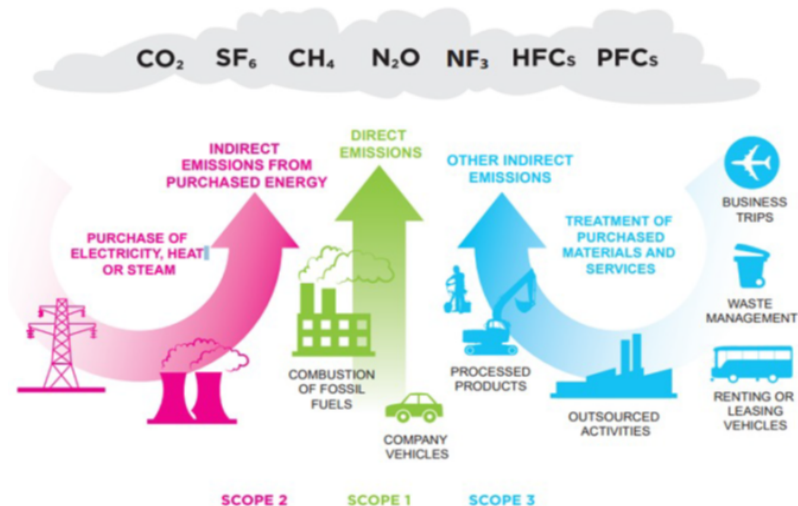 CO₂ SF₆ CH₄ N₂O NF₃ HFCs PFCs
INDIRECT
EMISSIONS FROM
PURCHASED ENERGY
DIRECT
EMISSIONS
OTHER INDIRECT
EMISSIONS
PURCHASE OF
ELECTRICITY, HEAT
OR STEAM
TREATMENT OF
PURCHASED
MATERIALS AND
SERVICES
BUSINESS
TRIPS
WASTE
MANAGEMENT
COMBUSTION
OF FOSSIL
FUELS
PROCESSED
PRODUCTS
RENTING OR
LEASING
VEHICLES
OUTSOURCED
ACTIVITIES
COMPANY
VEHICLES
SCOPE 2 SCOPE 1 SCOPE 3